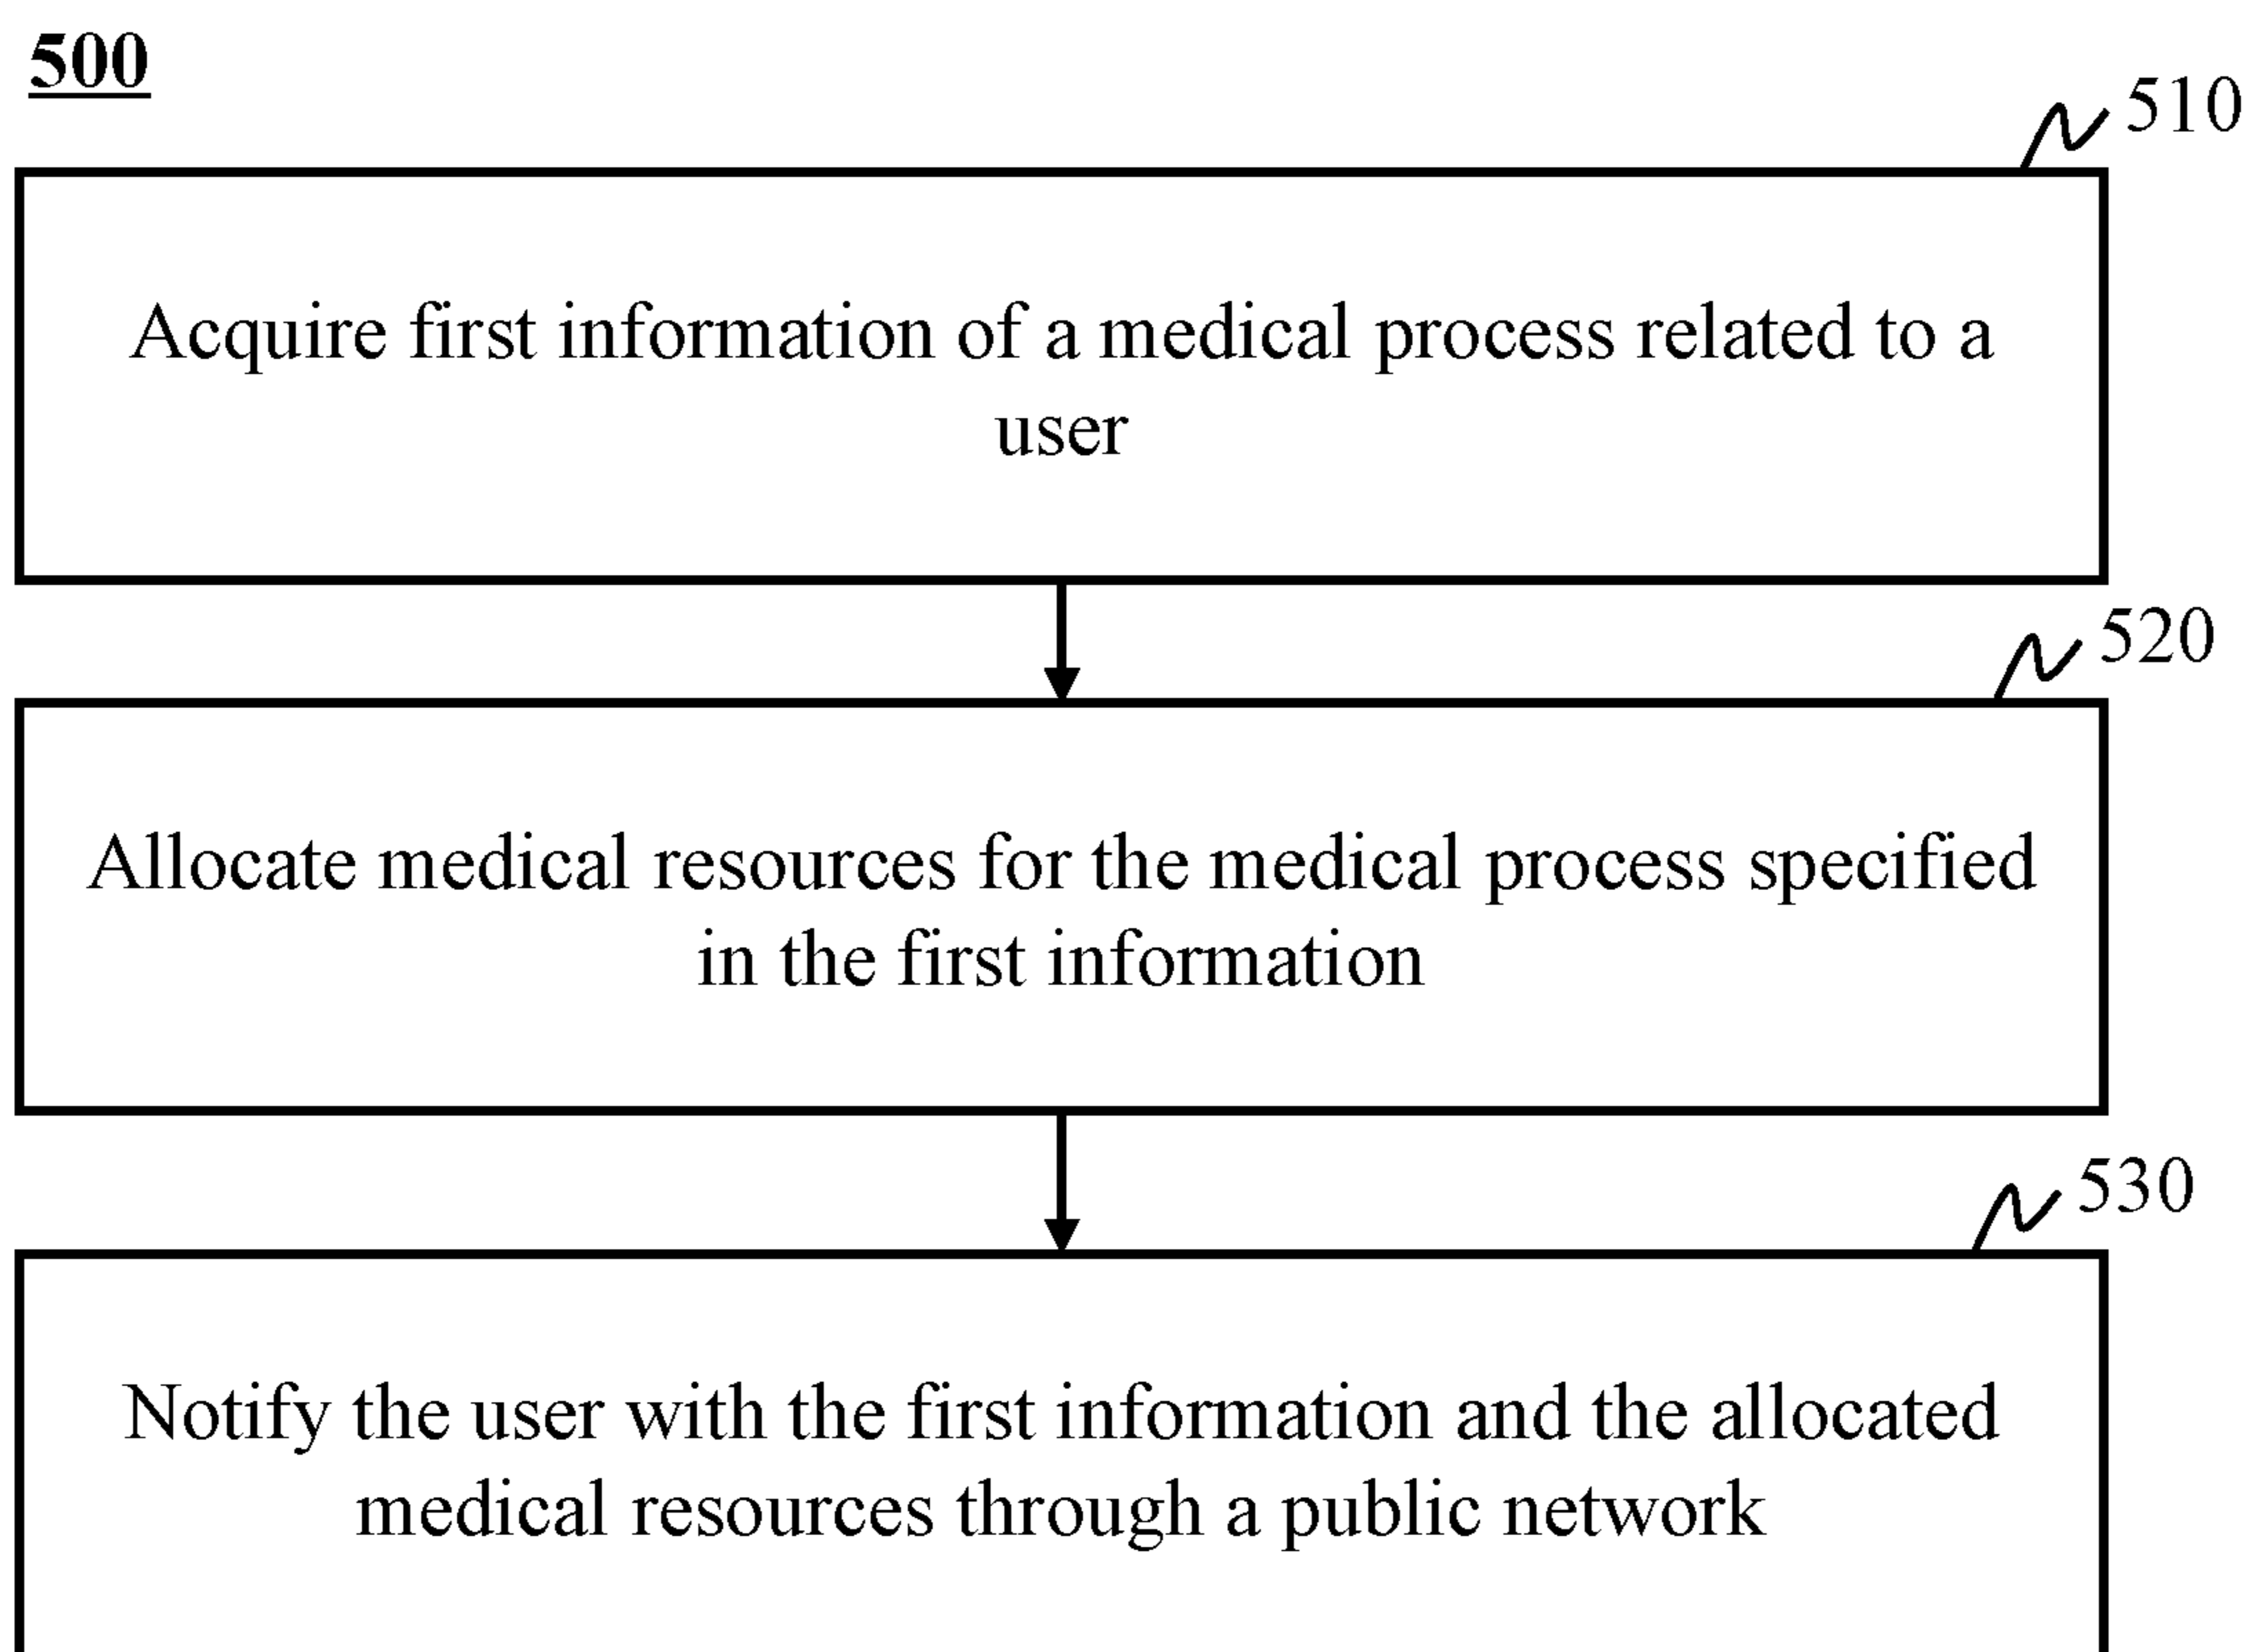 500
510
Acquire first information of a medical process related to a
user
520
Allocate medical resources for the medical process specified
in the first information
530
Notify the user with the first information and the allocated
medical resources through a public network